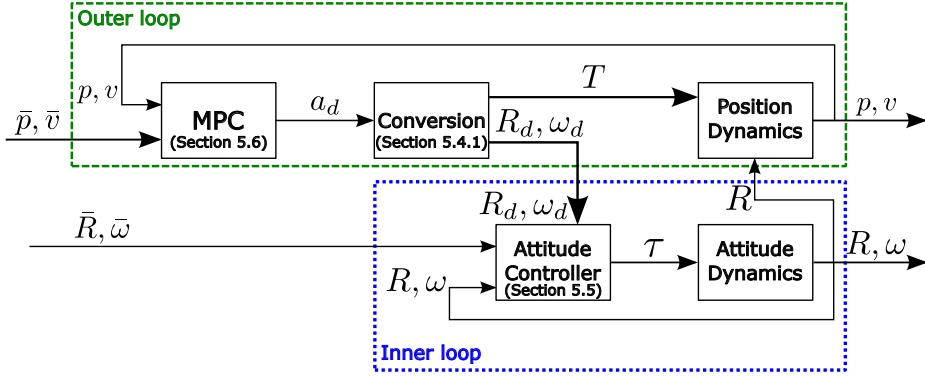 Outer loop
p, v
p̄, v̄
MPC
(Section 5.6)
a_d
Conversion
(Section 5.4.1)
T
R_d, ω_d
Position
Dynamics
p, v
R_d, ω_d
R
R̄, ω̄
R, ω
Attitude
Controller
(Section 5.5)
τ
Attitude
Dynamics
R, ω
Inner loop